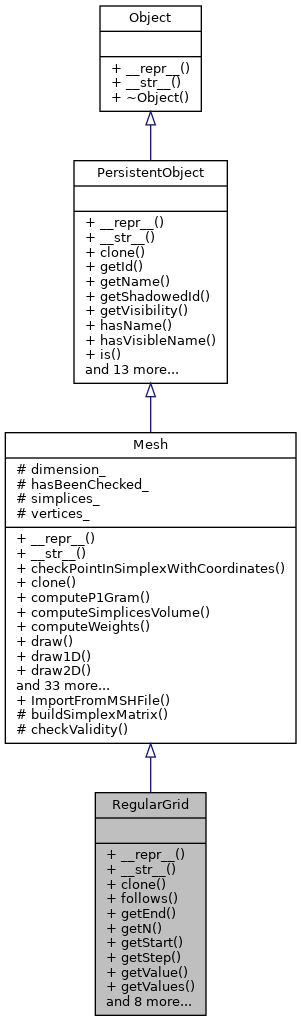 Object
+ __repr__()
+ __str__()
+ ~Object()
PersistentObject
+ __repr__()
+ __str__()
+ clone()
+ getId()
+ getName()
+ getShadowedId()
+ getVisibility()
+ hasName()
+ hasVisibleName()
+ is()
and 13 more...
Mesh
# dimension_
# hasBeenChecked_
# simplices_
# vertices_
+ __repr__()
+ __str__()
+ checkPointInSimplexWithCoordinates()
+ clone()
+ computeP1Gram()
+ computeSimplicesVolume()
+ computeWeights()
+ draw()
+ draw1D()
+ draw2D()
and 33 more...
+ ImportFromMSHFile()
# buildSimplexMatrix()
# checkValidity()
RegularGrid
+ __repr__()
+ __str__()
+ clone()
+ follows()
+ getEnd()
+ getN()
+ getStart()
+ getStep()
+ getValue()
+ getValues()
and 8 more...